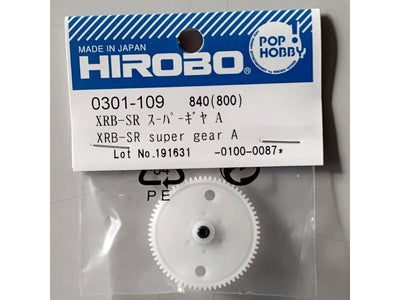 MADE IN JAPAN
HIROBO®
POP
HOBBY!
0301-109 840(800)
XRB-SR スーパーギヤ A
XRB-SR super gear A
Lot No.191631 -0100-0087*
PE